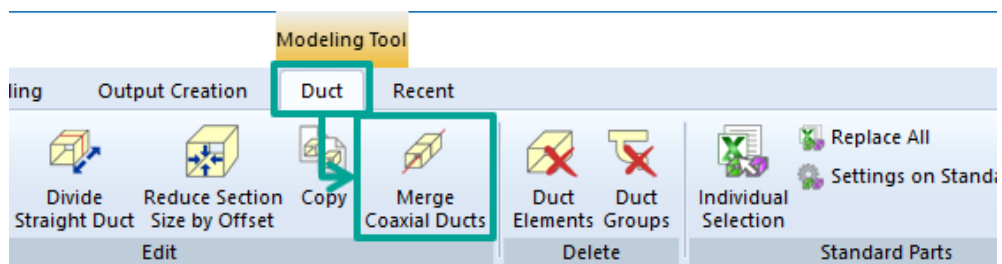 Modeling Tool
Output Creation
Duct
Recent
Divide
Straight Duct
Reduce Section
Size by Offset
Copy
Merge
Coaxial Ducts
Duct
Elements
Duct
Groups
Individual
Selection
Replace All
Settings on Standa
Edit
Delete
Standard Parts